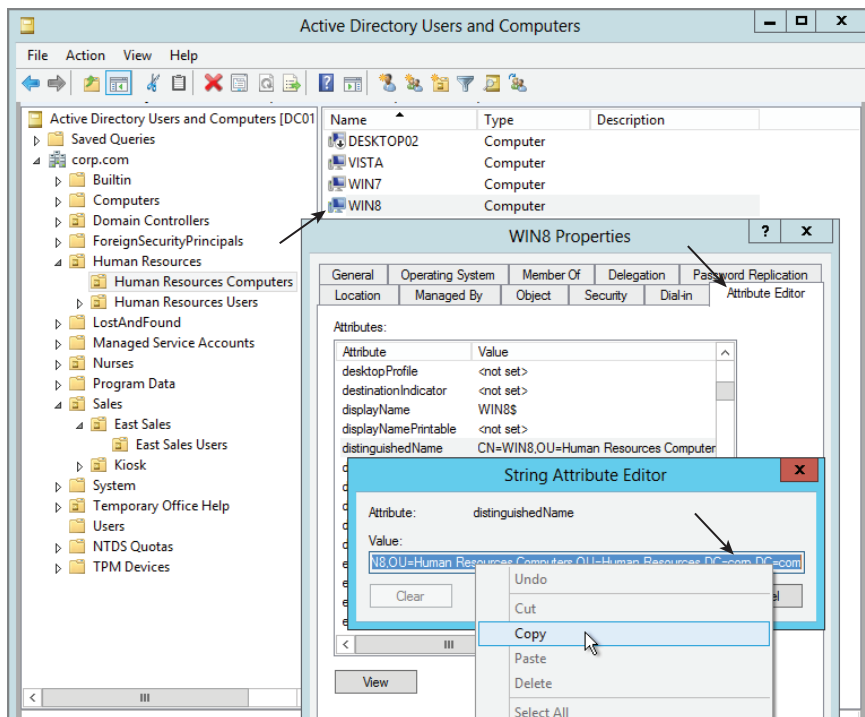 Active Directory Users and Computers
File Action View Help
Active Directory Users and Computers [DC01
Saved Queries
corp.com
Builtin
Computers
Domain Controllers
ForeignSecurityPrincipals
Human Resources
Human Resources Computers
Human Resources Users
LostAndFound
Managed Service Accounts
Nurses
Program Data
Sales
East Sales
East Sales Users
Kiosk
System
Temporary Office Help
Users
NTDS Quotas
TPM Devices
Name Type Description
DESKTOP02 Computer
VISTA Computer
WIN7 Computer
WIN8 Computer
WIN8 Properties
General Operating System Member Of Delegation Password Replication
Location Managed By Object Security Dial-in Attribute Editor
Attributes:
Attribute Value
desktopProfile <not set>
destinationIndicator <not set>
displayName WIN8$
displayNamePrintable <not set>
distinguishedName CN=WIN8,OU=Human Resources Computer
String Attribute Editor
Attribute: distinguishedName
Value:
N8,OU=Human Resources Computers,OU=Human Resources,DC=corp,DC=com
Clear
Undo
Cut
Copy
Paste
Delete
Select All
View